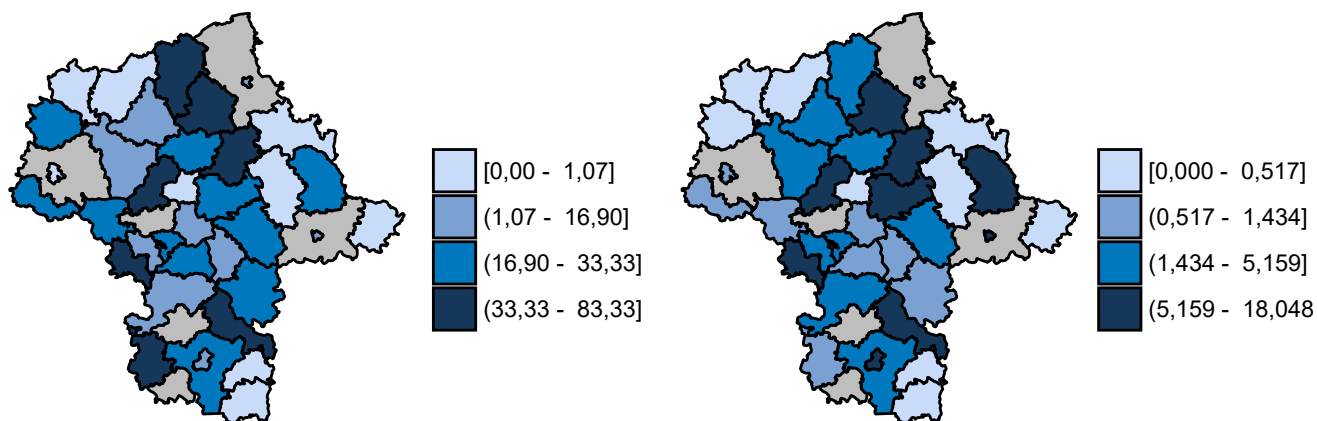 [0,00 - 1,07]
(1,07 - 16,90]
(16,90 - 33,33]
(33,33 - 83,33]
[0,000 - 0,517]
(0,517 - 1,434]
(1,434 - 5,159]
(5,159 - 18,048